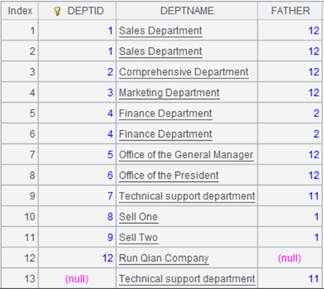 Index DEPTID DEPTNAME FATHER
1 1 Sales Department 12
2 1 Sales Department 12
3 2 Comprehensive Department 12
4 3 Marketing Department 12
5 4 Finance Department 2
6 4 Finance Department 2
7 5 Office of the General Manager 12
8 6 Office of the President 12
9 7 Technical support department 11
10 8 Sell One 1
11 9 Sell Two 1
12 12 Run Qian Company (null)
13 (null) Technical support department 11